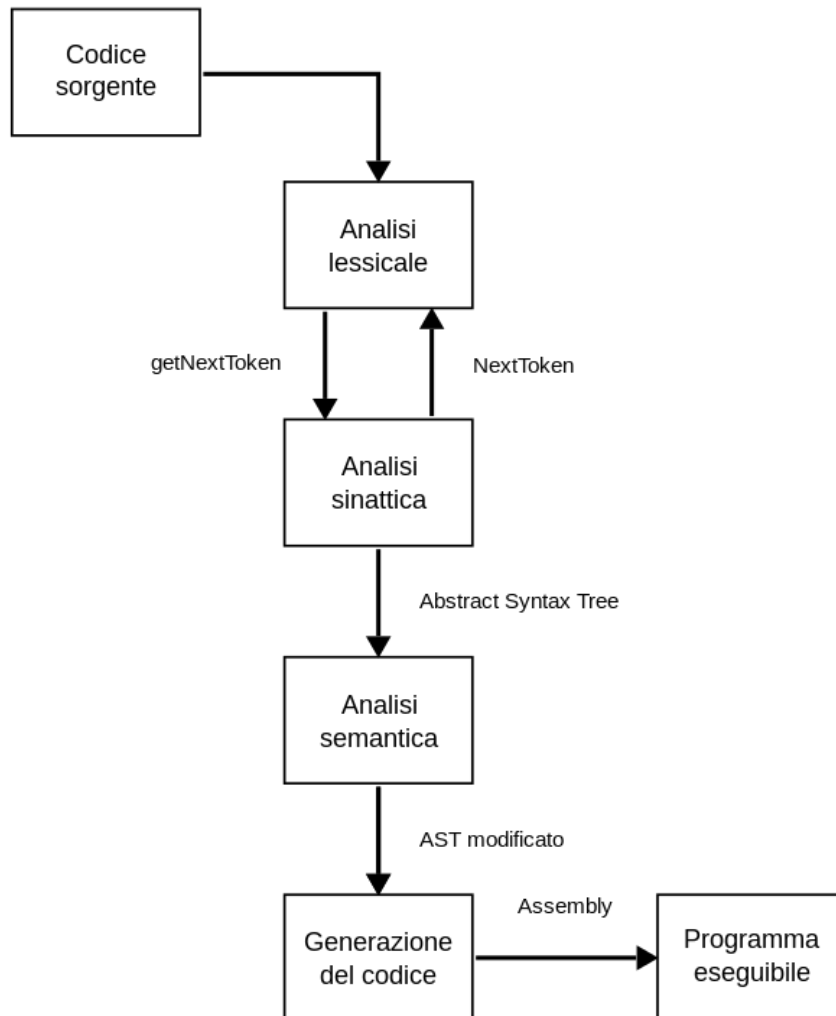 Codice
sorgente
Analisi
lessicale
getNextToken
NextToken
Analisi
sinattica
Abstract Syntax Tree
Analisi
semantica
AST modificato
Assembly
Generazione
del codice
Programma
eseguibile